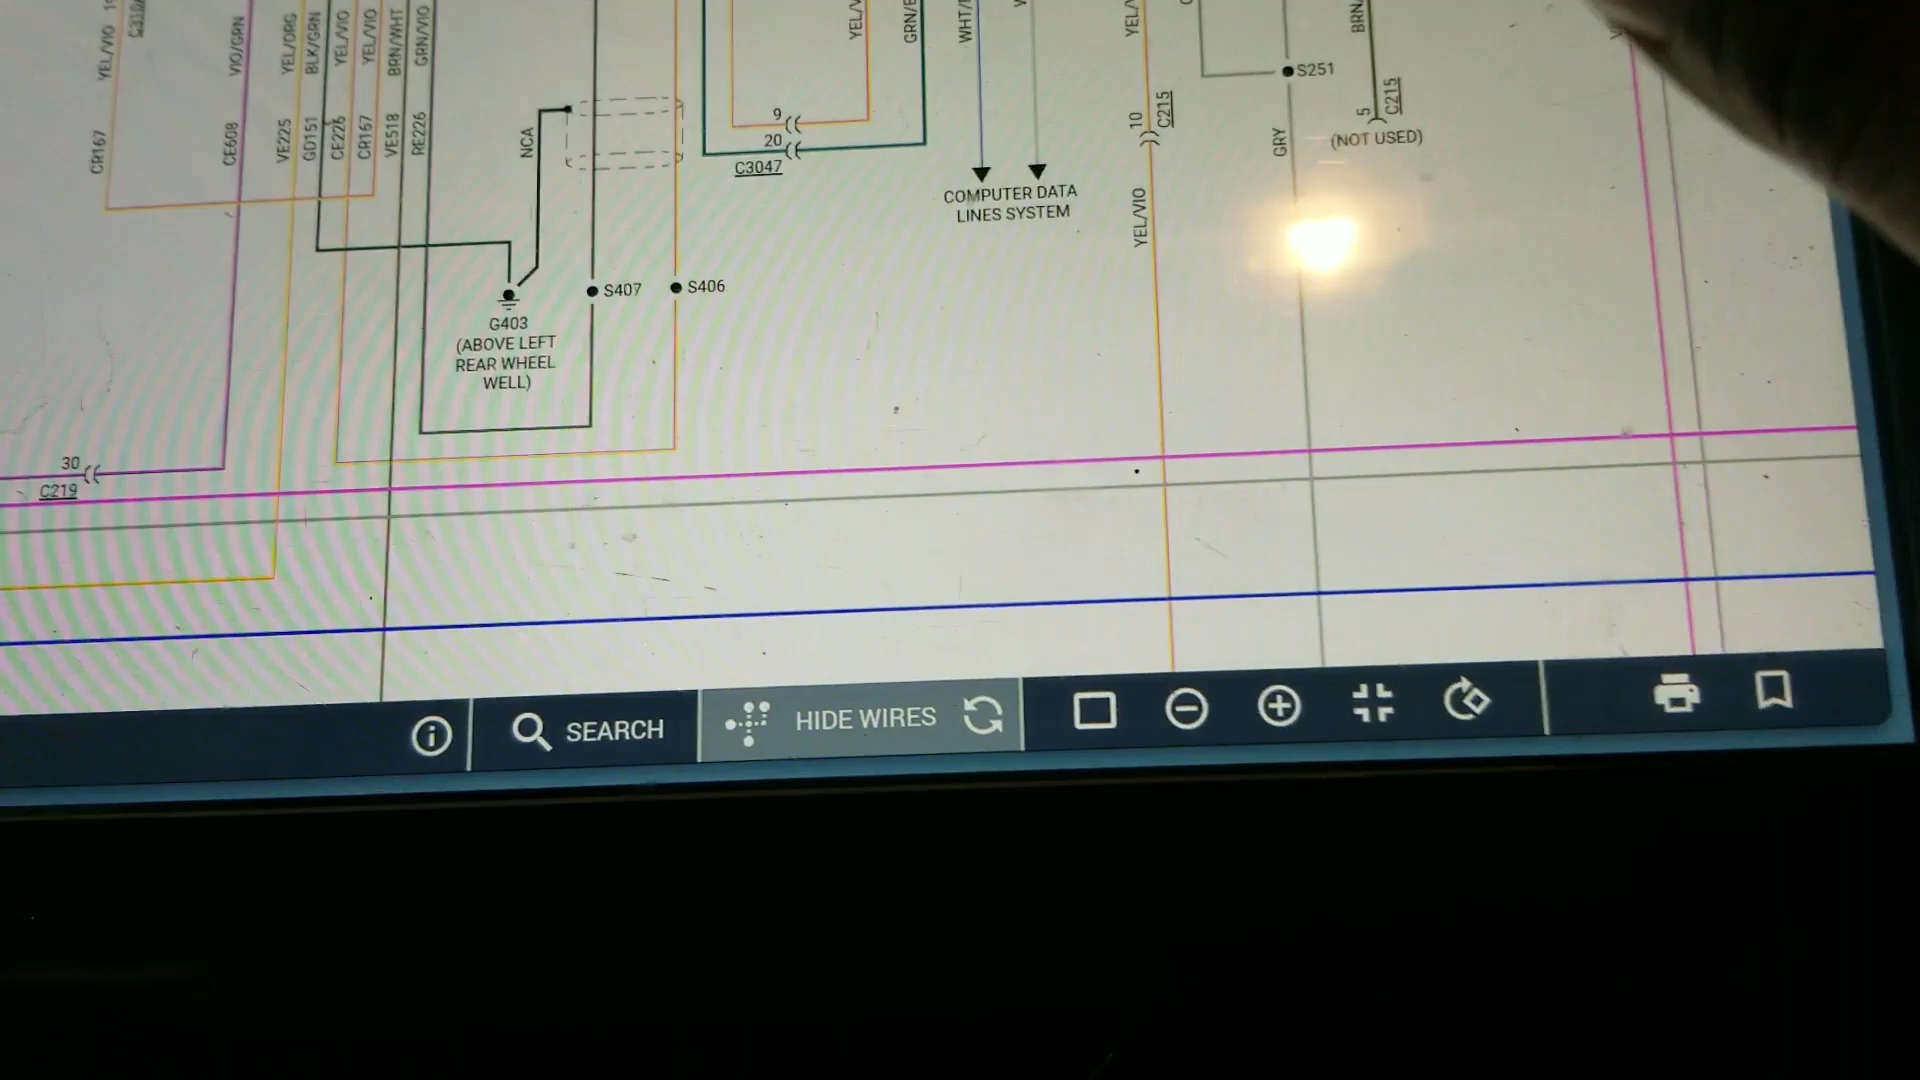 YEL/VIO
CR167
VIO/GRN
CE608
YEL/ORG
VE225
BLK/GRN
GD151
YEL/VIO
CE226
YEL/VIO
CR167
BRN/WHT
VE518
GRN/VIO
RE226
NCA
9
20
C3047
COMPUTER DATA
LINES SYSTEM
10
C215
YEL/VIO
S251
GRY
5
C215
(NOT USED)
S407
S406
G403
(ABOVE LEFT
REAR WHEEL
WELL)
30
C219
SEARCH
HIDE WIRES